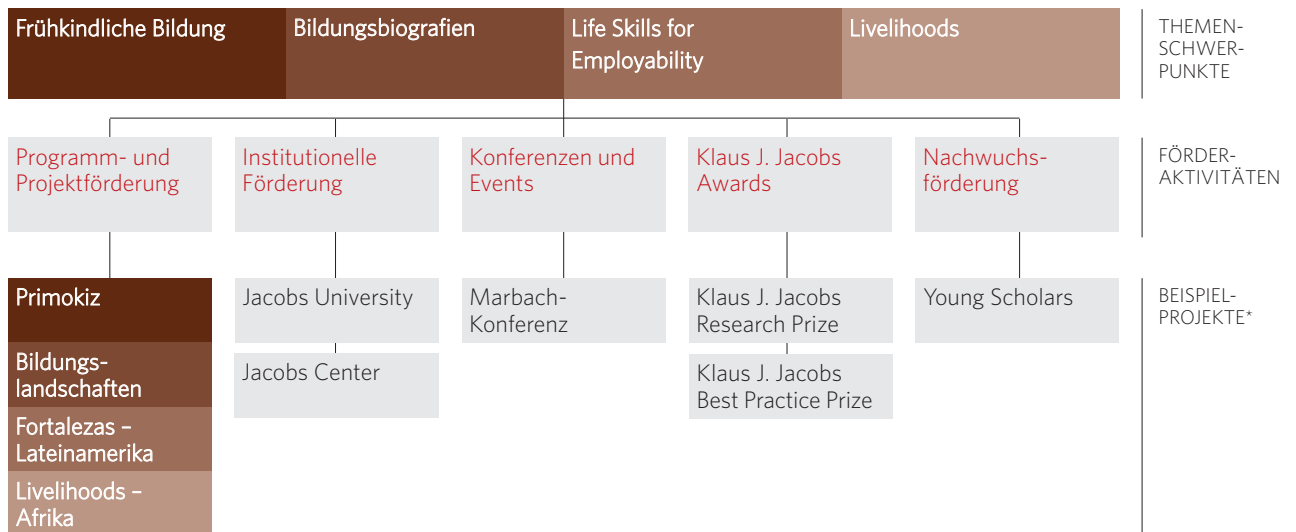 Frühkindliche Bildung
Bildungsbiografien
Life Skills for
Employability
Livelihoods
THEMEN-
SCHWER-
PUNKTE
Programm- und
Projektförderung
Institutionelle
Förderung
Konferenzen und
Events
Klaus J. Jacobs
Awards
Nachwuchs-
förderung
FÖRDER-
AKTIVITÄTEN
Primokiz
Jacobs University
Marbach-
Konferenz
Klaus J. Jacobs
Research Prize
Young Scholars
BEISPIEL-
PROJEKTE*
Bildungs-
landschaften
Jacobs Center
Klaus J. Jacobs
Best Practice Prize
Fortalezas –
Lateinamerika
Livelihoods –
Afrika